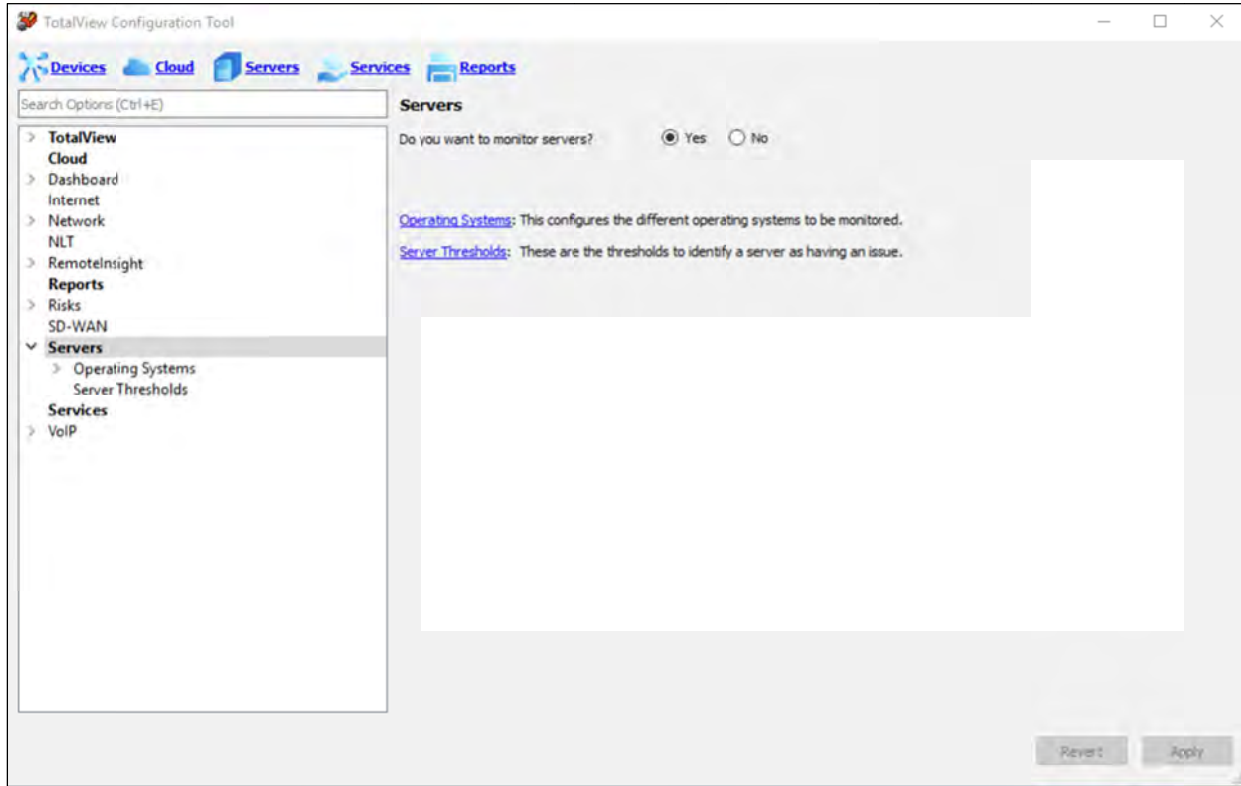 TotalView Configuration Tool
Devices Cloud Servers Services Reports
Search Options (Ctrl+E)
TotalView
Cloud
Dashboard
Internet
Network
NLT
RemoteInsight
Reports
Risks
SD-WAN
Servers
Operating Systems
Server Thresholds
Services
VoIP
Servers
Do you want to monitor servers? Yes No
Operating Systems: This configures the different operating systems to be monitored.
Server Thresholds: These are the thresholds to identify a server as having an issue.
Revert Apply